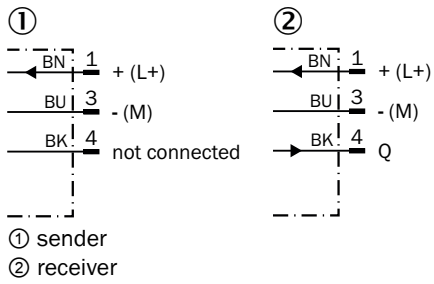 ① ②
BN 1 + (L+) BN 1 + (L+)
BU 3 - (M) BU 3 - (M)
BK 4 not connected BK 4 Q
① sender
② receiver